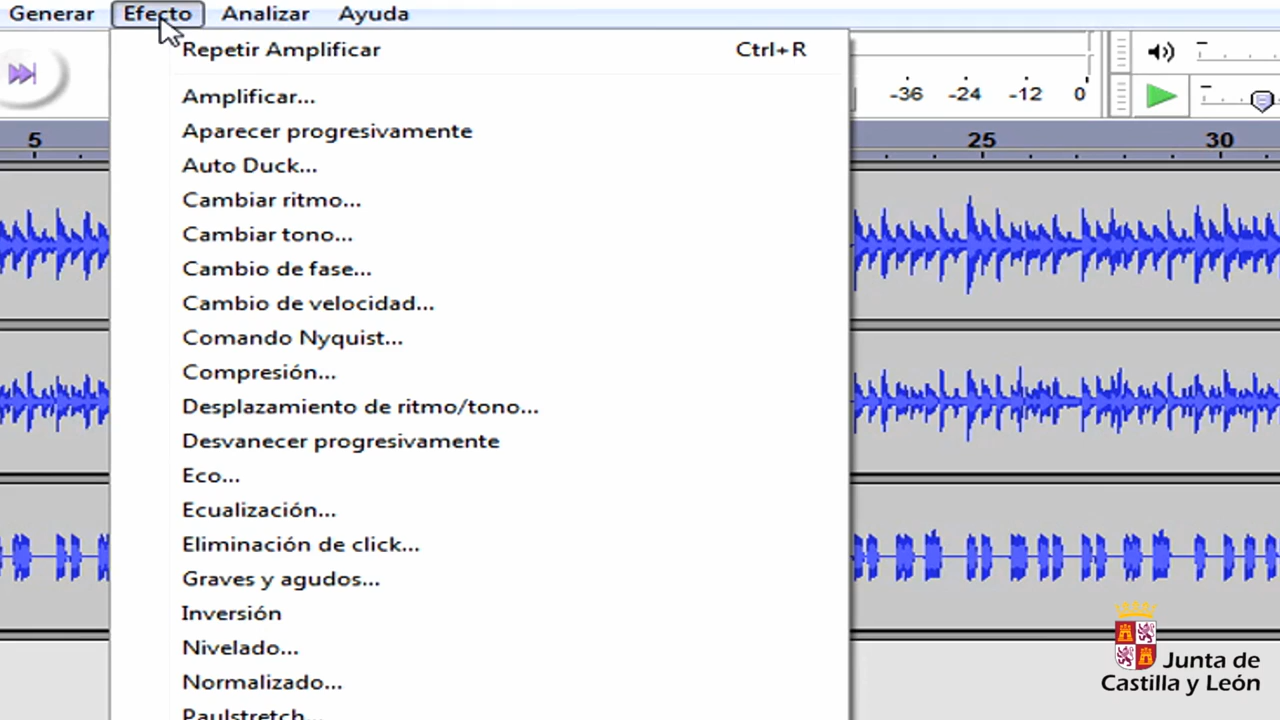 Generar Efecto Analizar Ayuda
Repetir Amplificar Ctrl+R
Amplificar...
Aparecer progresivamente
Auto Duck...
Cambiar ritmo...
Cambiar tono...
Cambio de fase...
Cambio de velocidad...
Comando Nyquist...
Compresión...
Desplazamiento de ritmo/tono...
Desvanecer progresivamente
Eco...
Ecualización...
Eliminación de click...
Graves y agudos...
Inversión
Nivelado...
Normalizado...
Paulstretch...
-36 -24 -12 0
5 25 30
Junta de
Castilla y León